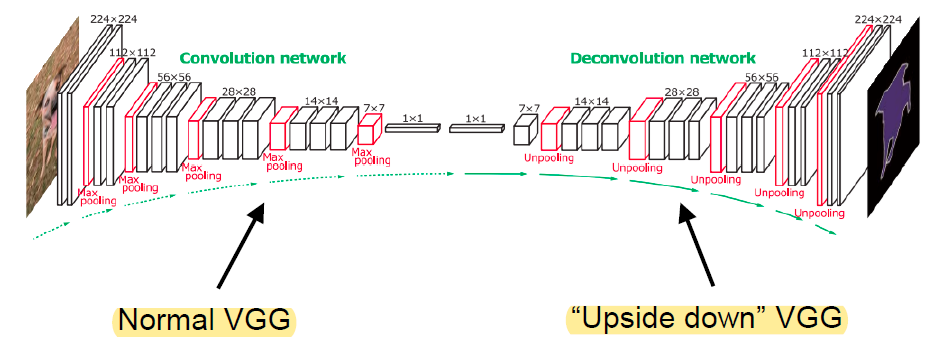 224×224
112×112
56×56
28×28
14×14
7×7
1×1
1×1
Convolution network
Max
pooling
Max
pooling
Max
pooling
Max
pooling
Max
pooling
Deconvolution network
7×7
14×14
28×28
56×56
112×112
224×224
Unpooling
Unpooling
Unpooling
Unpooling
Unpooling
Normal VGG
“Upside down” VGG